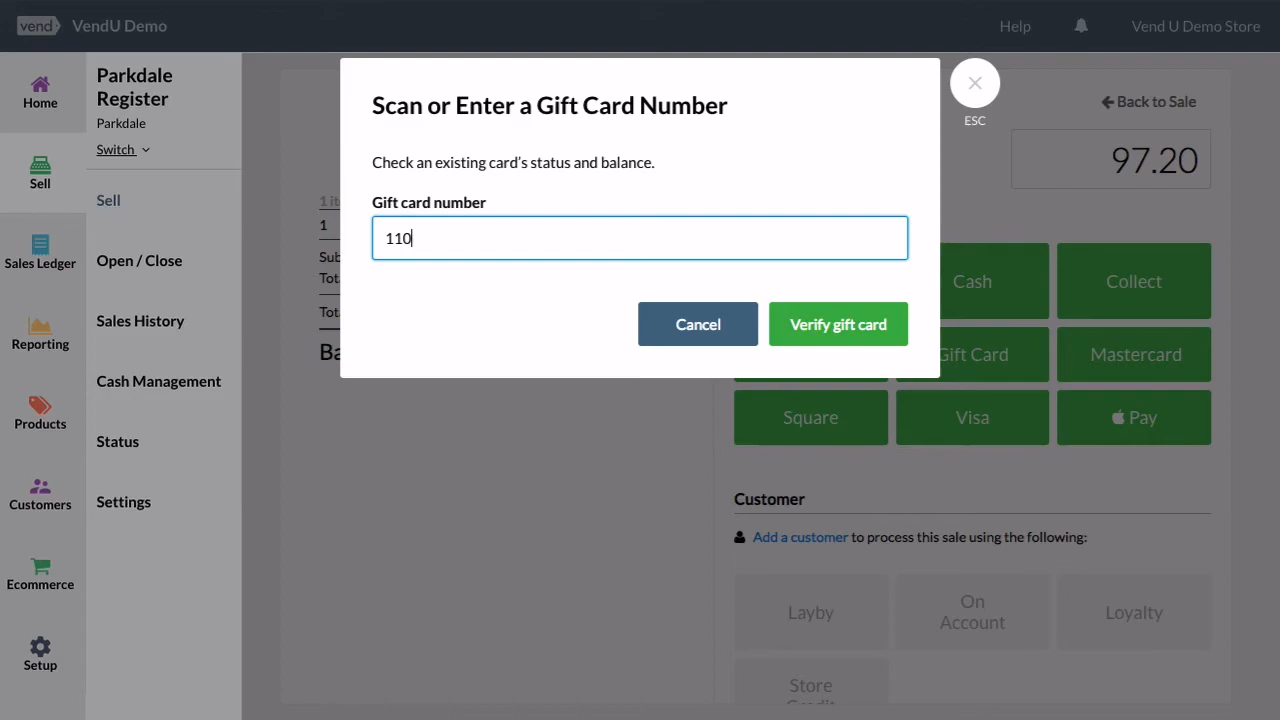 vend
VendU Demo
Help
Vend U Demo Store
Home
Sell
Sales Ledger
Reporting
Products
Customers
Ecommerce
Setup
Parkdale
Register
Parkdale
Switch
Sell
Open / Close
Sales History
Cash Management
Status
Settings
Scan or Enter a Gift Card Number
Check an existing card's status and balance.
Gift card number
110
Cancel
Verify gift card
ESC
Back to Sale
97.20
1
Cash
Collect
Gift Card
Mastercard
Square
Visa
Pay
Customer
Add a customer to process this sale using the following:
Layby
On
Account
Loyalty
Store
Credit